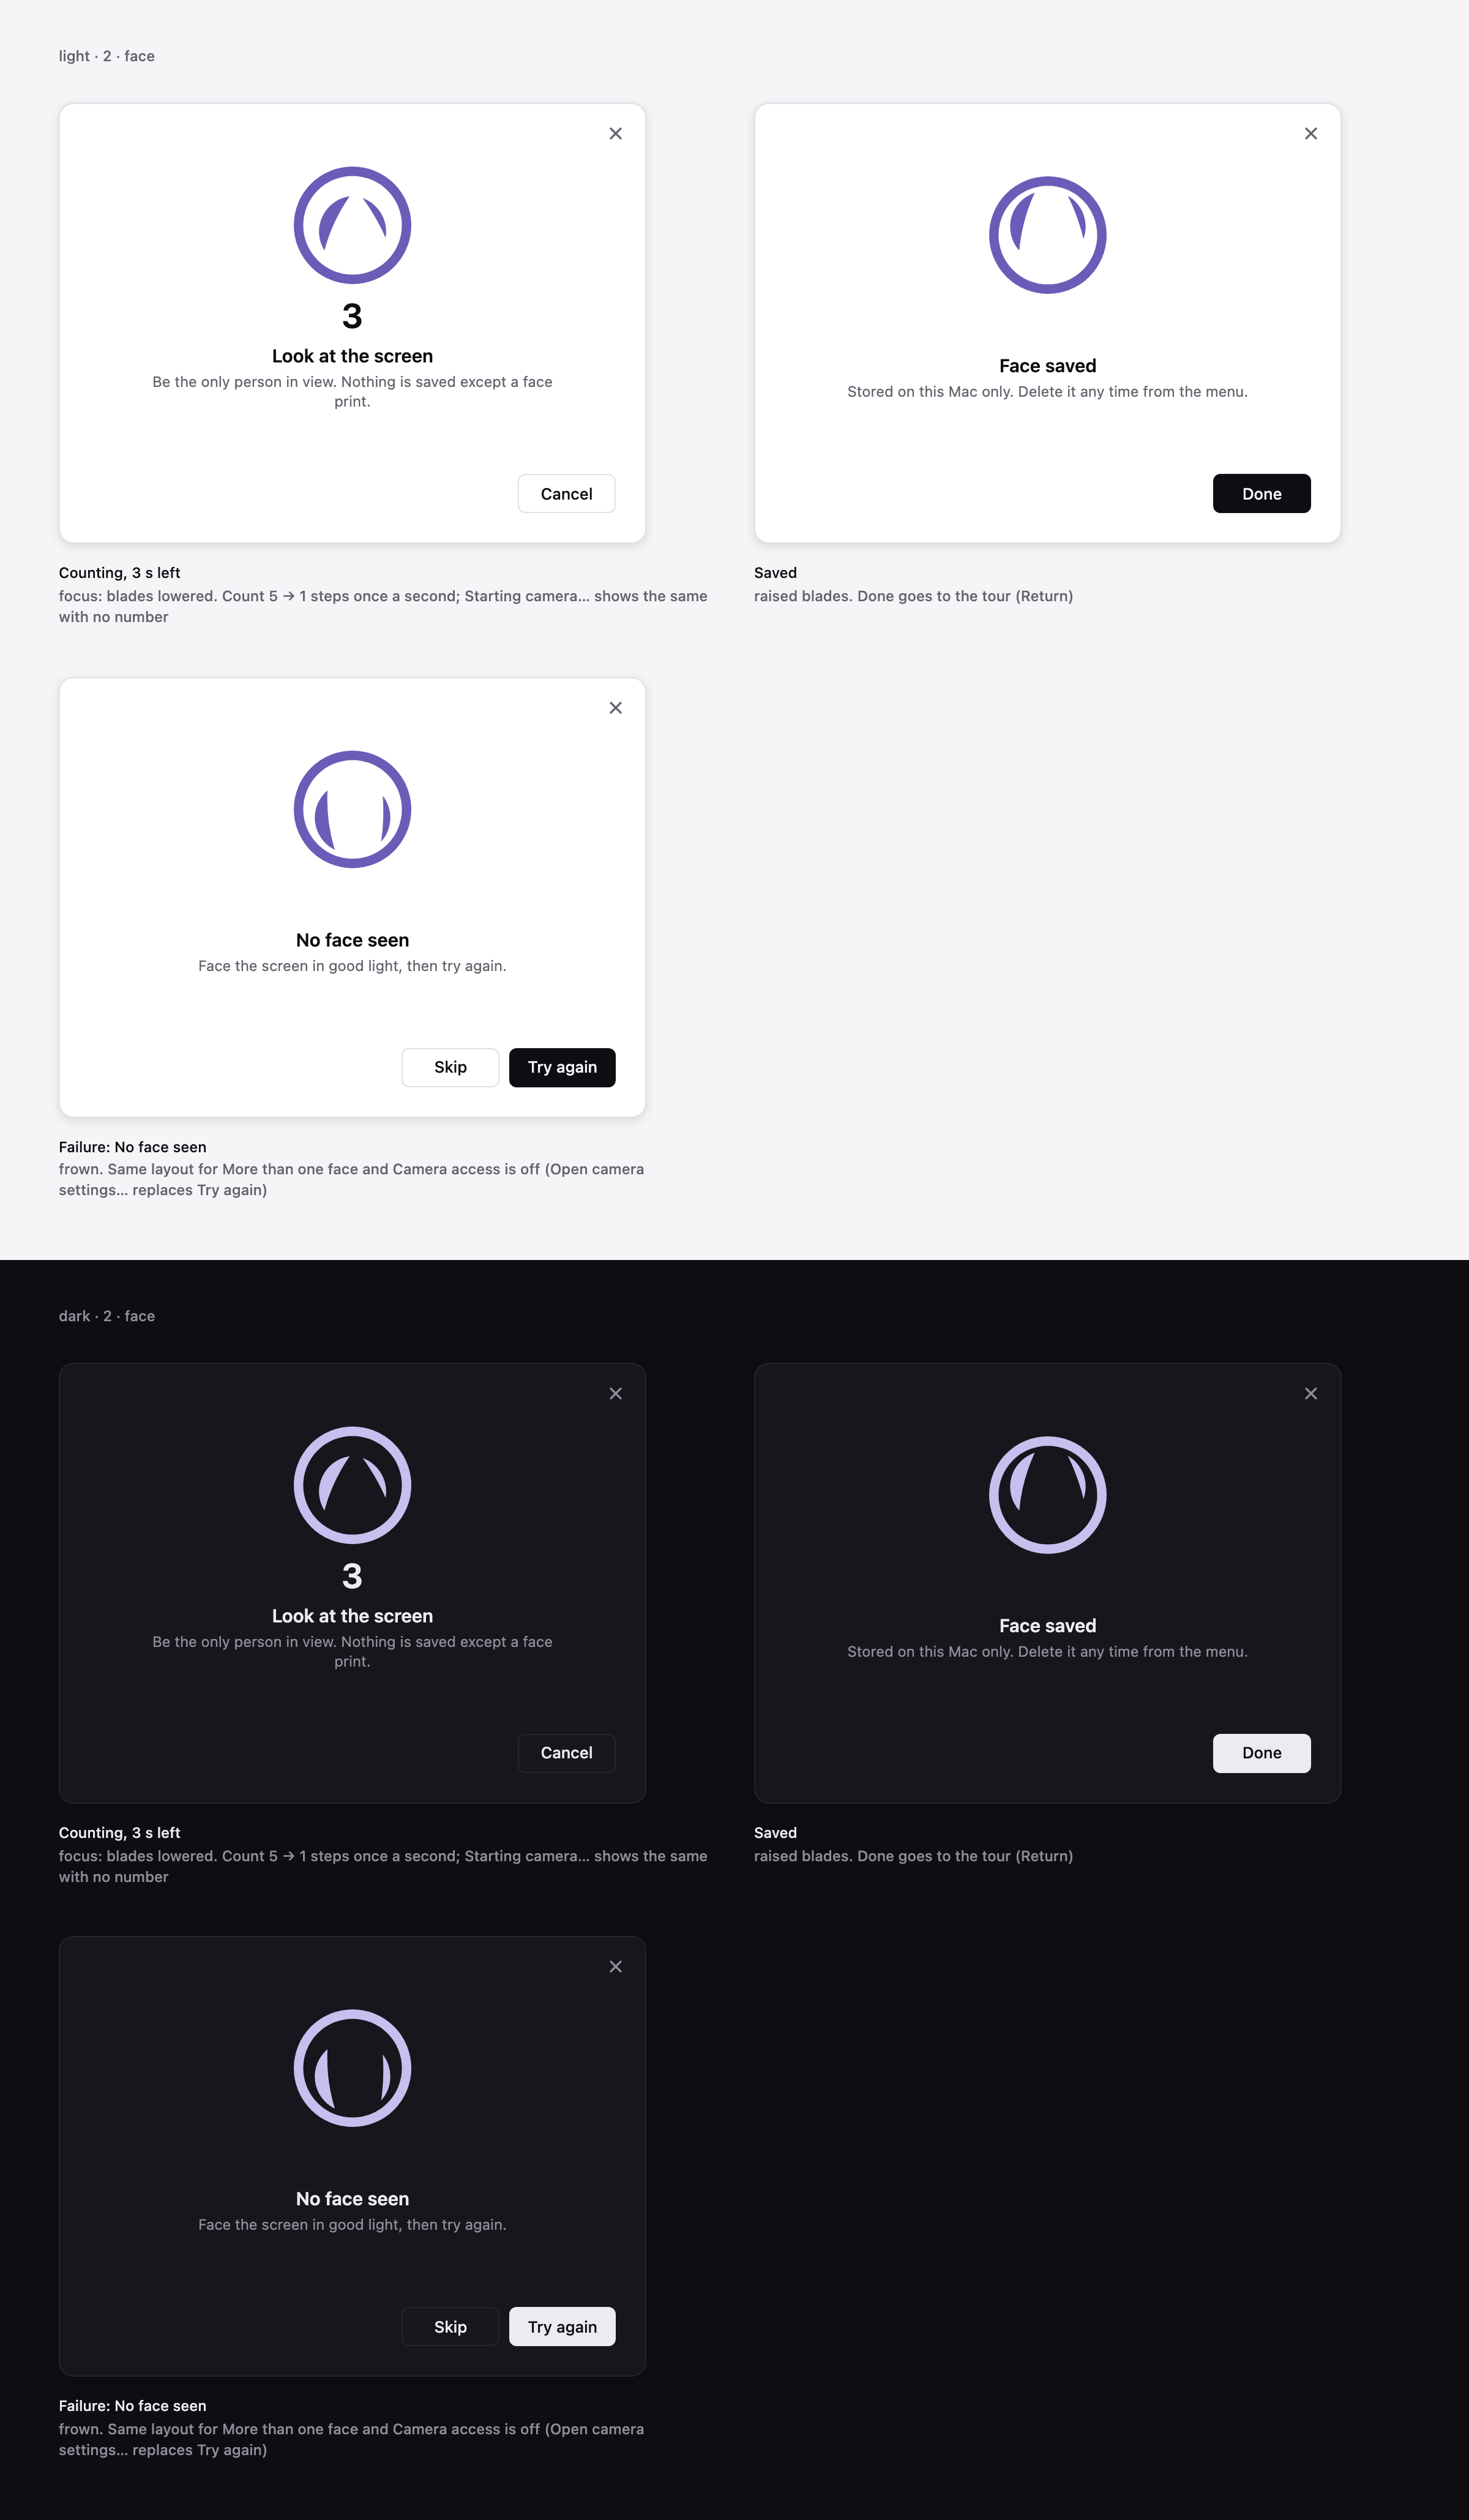 light · 2 · face
3
Look at the screen
Be the only person in view. Nothing is saved except a face
print.
Cancel
Counting, 3 s left
focus: blades lowered. Count 5 → 1 steps once a second; Starting camera... shows the same
with no number
Face saved
Stored on this Mac only. Delete it any time from the menu.
Done
Saved
raised blades. Done goes to the tour (Return)
No face seen
Face the screen in good light, then try again.
Skip
Try again
Failure: No face seen
frown. Same layout for More than one face and Camera access is off (Open camera
settings... replaces Try again)
dark · 2 · face
3
Look at the screen
Be the only person in view. Nothing is saved except a face
print.
Cancel
Counting, 3 s left
focus: blades lowered. Count 5 → 1 steps once a second; Starting camera... shows the same
with no number
Face saved
Stored on this Mac only. Delete it any time from the menu.
Done
Saved
raised blades. Done goes to the tour (Return)
No face seen
Face the screen in good light, then try again.
Skip
Try again
Failure: No face seen
frown. Same layout for More than one face and Camera access is off (Open camera
settings... replaces Try again)